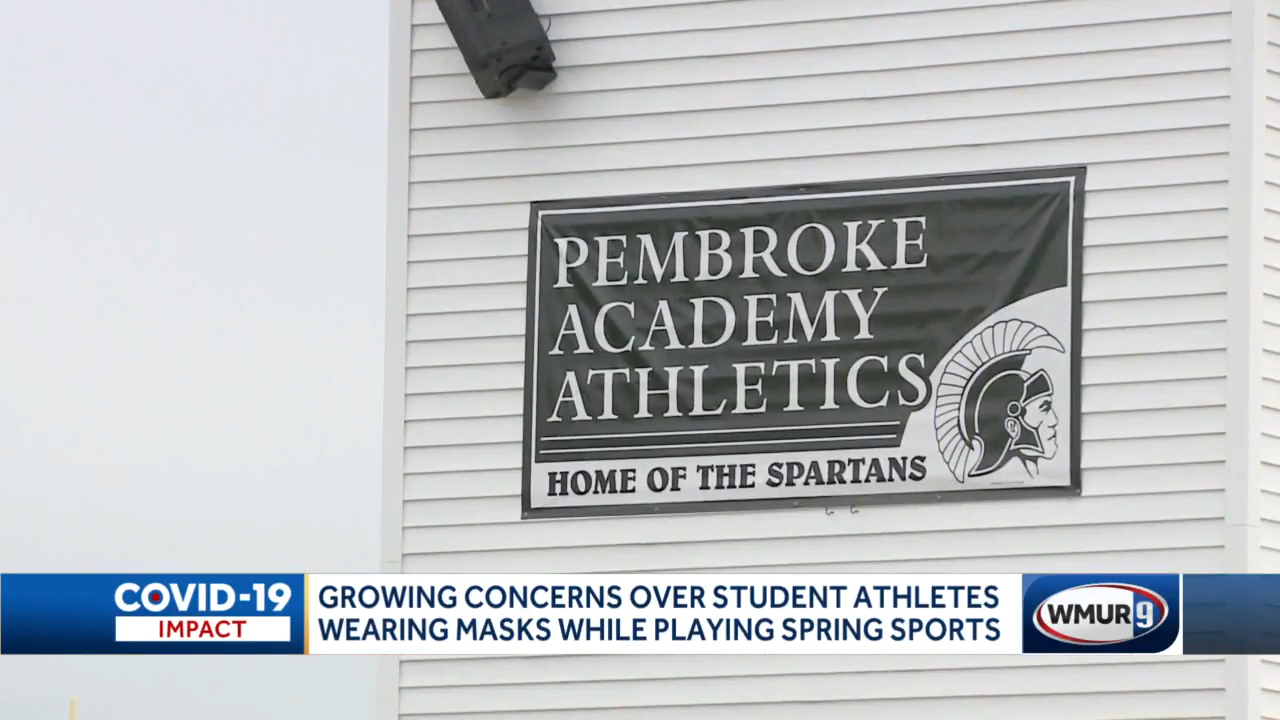 PEMBROKE
ACADEMY
ATHLETICS
HOME OF THE SPARTANS
COVID-19
IMPACT
GROWING CONCERNS OVER STUDENT ATHLETES
WEARING MASKS WHILE PLAYING SPRING SPORTS
WMUR9